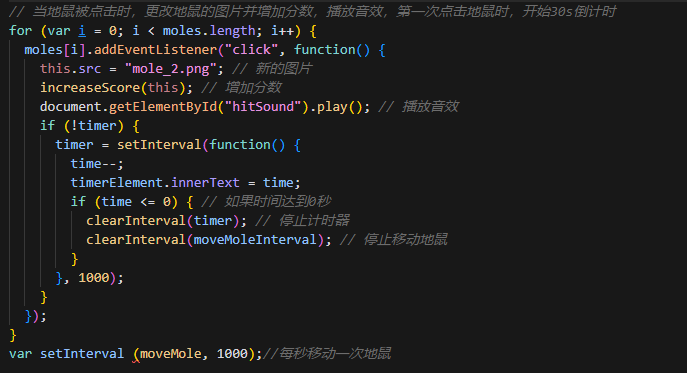 // 当地鼠被点击时，更改地鼠的图片并增加分数，播放音效，第一次点击地鼠时，开始30s倒计时
for (var i = 0; i < moles.length; i++) {
  moles[i].addEventListener("click", function() {
    this.src = "mole_2.png"; // 新的图片
    increaseScore(this); // 增加分数
    document.getElementById("hitSound").play(); // 播放音效
    if (!timer) {
      timer = setInterval(function() {
        time--;
        timerElement.innerText = time;
        if (time <= 0) { // 如果时间达到0秒
          clearInterval(timer); // 停止计时器
          clearInterval(moveMoleInterval); // 停止移动地鼠
        }
      }, 1000);
    }
  });
}
var setInterval (moveMole, 1000);//每秒移动一次地鼠